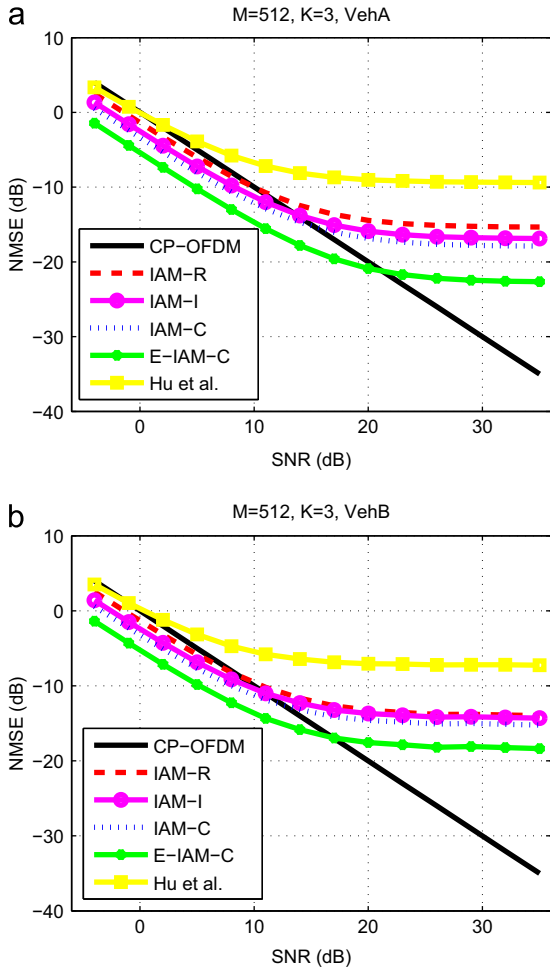 a
M=512, K=3, VehA
10
0
−10
−20
−30
−40
NMSE (dB)
CP−OFDM
IAM−R
IAM−I
IAM−C
E−IAM−C
Hu et al.
0
10
20
30
SNR (dB)
b
M=512, K=3, VehB
10
0
−10
−20
−30
−40
NMSE (dB)
CP−OFDM
IAM−R
IAM−I
IAM−C
E−IAM−C
Hu et al.
0
10
20
30
SNR (dB)